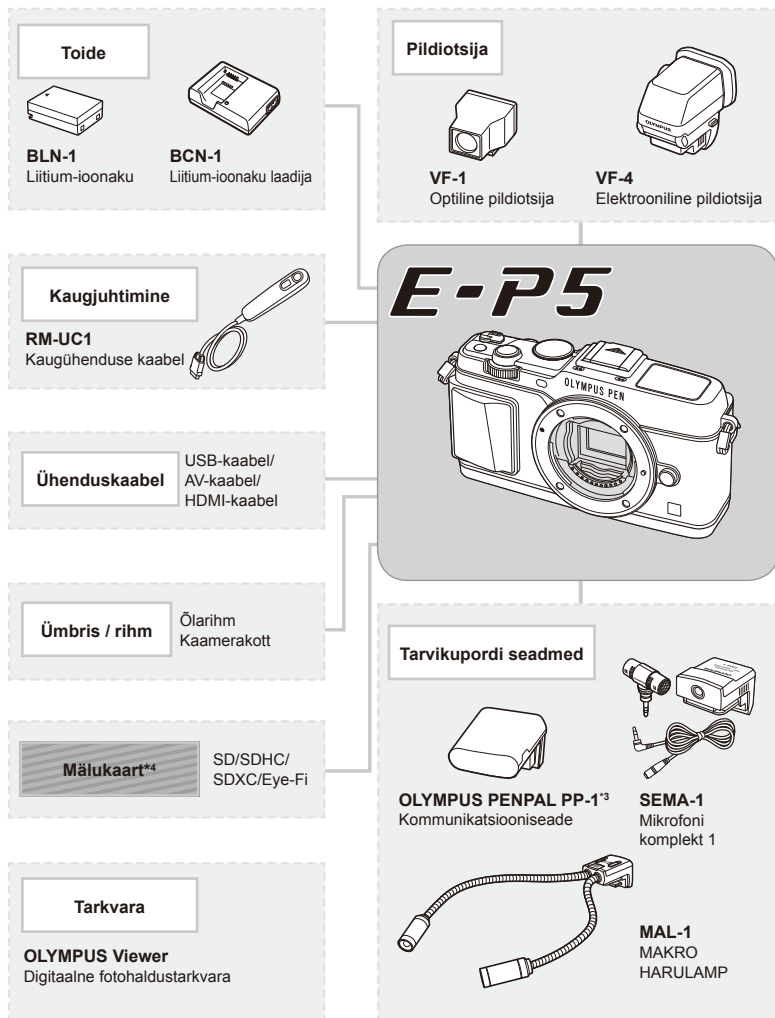 Toide
BLN-1
Liitium-ioonaku
BCN-1
Liitium-ioonaku laadija
Pildiotsija
OLYMPUS
VF-1
Optiline pildiotsija
VF-4
Elektrooniline pildiotsija
Kaugjuhtimine
RM-UC1
Kaugühenduse kaabel
E-P5
OLYMPUS PEN
Ühenduskaabel
USB-kaabel/
AV-kaabel/
HDMI-kaabel
Ümbris / rihm
Õlarihm
Kaamerakott
Mälukaart*4
SD/SDHC/
SDXC/Eye-Fi
Tarkvara
OLYMPUS Viewer
Digitaalne fotohaldustarkvara
Tarvikupordi seadmed
OLYMPUS PENPAL PP-1*3
Kommunikatsiooniseade
SEMA-1
Mikrofoni
komplekt 1
MAL-1
MAKRO
HARULAMP